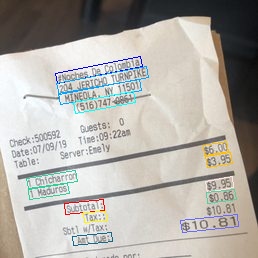 #Noches De Colombia
204 JERICHO TURNPIKE
MINEOLA, NY 11501
(516)747-0861
Check:500592 Guests: 0
Date:07/09/19 Time:09:22am
Table: Server:Emely
1 Chicharron $6.00
1 Maduros $3.95
Subtotal: $9.95
Tax:: $0.86
Sbtl w/Tax: $10.81
Amt Due: $10.81